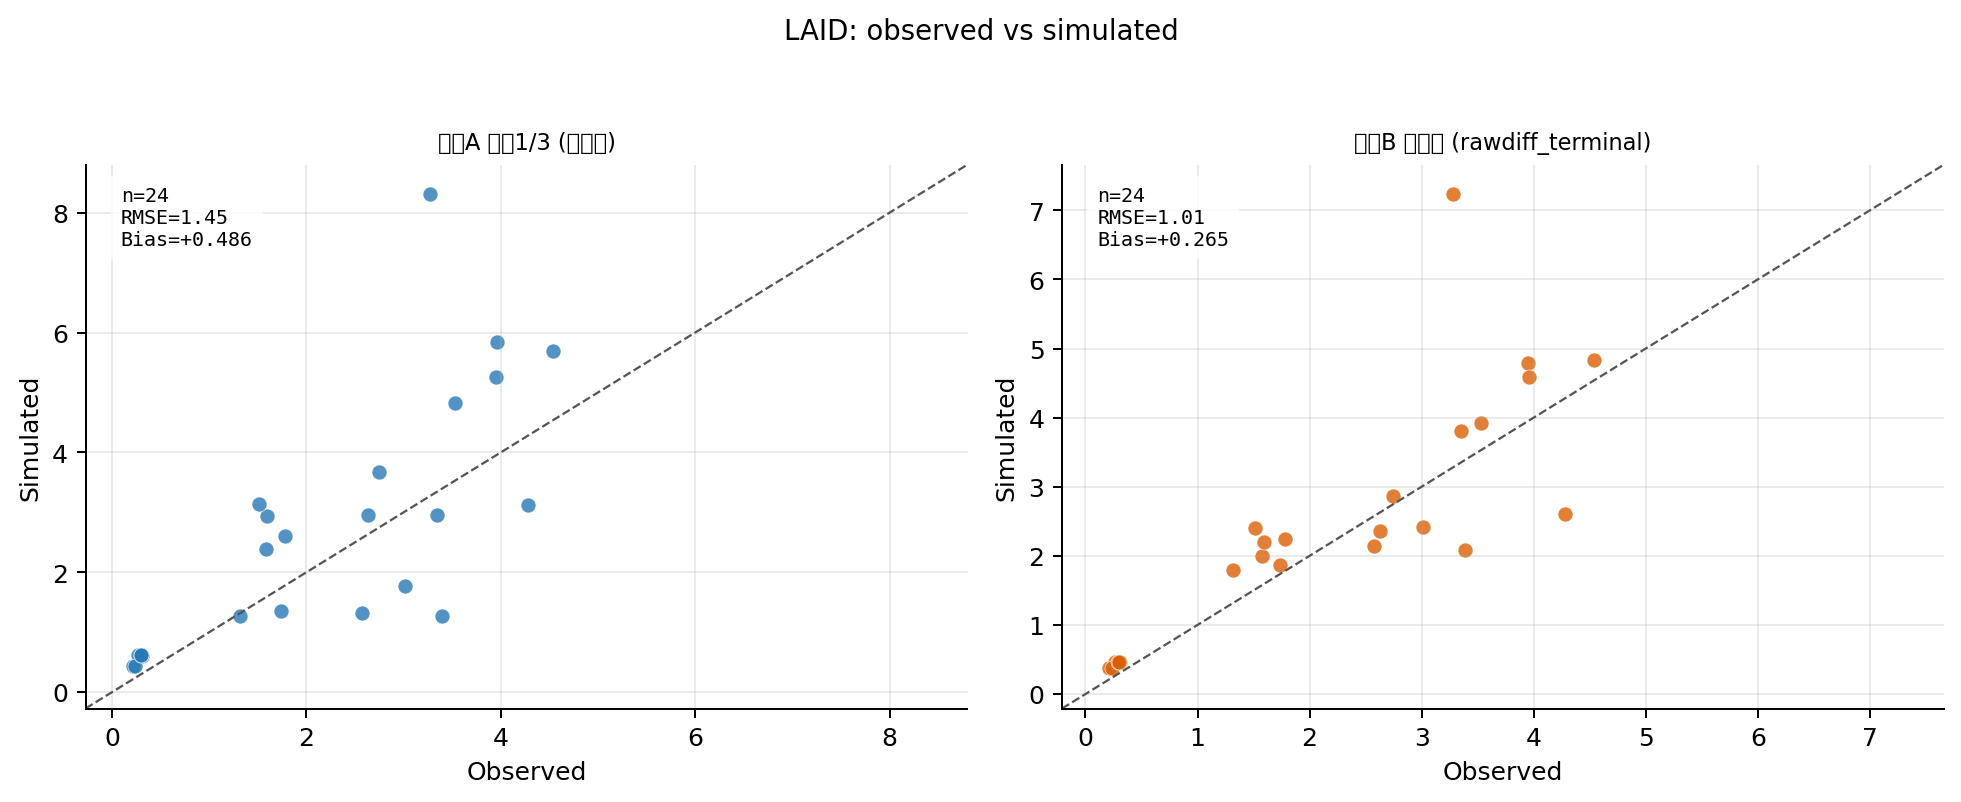 LAID: observed vs simulated
A 1/3 ( )
n=24
RMSE=1.45
Bias=+0.486
8
6
4
2
0
Simulated
0 2 4 6 8
Observed
B (rawdiff_terminal)
n=24
RMSE=1.01
Bias=+0.265
7
6
5
4
3
2
1
0
Simulated
0 1 2 3 4 5 6 7
Observed